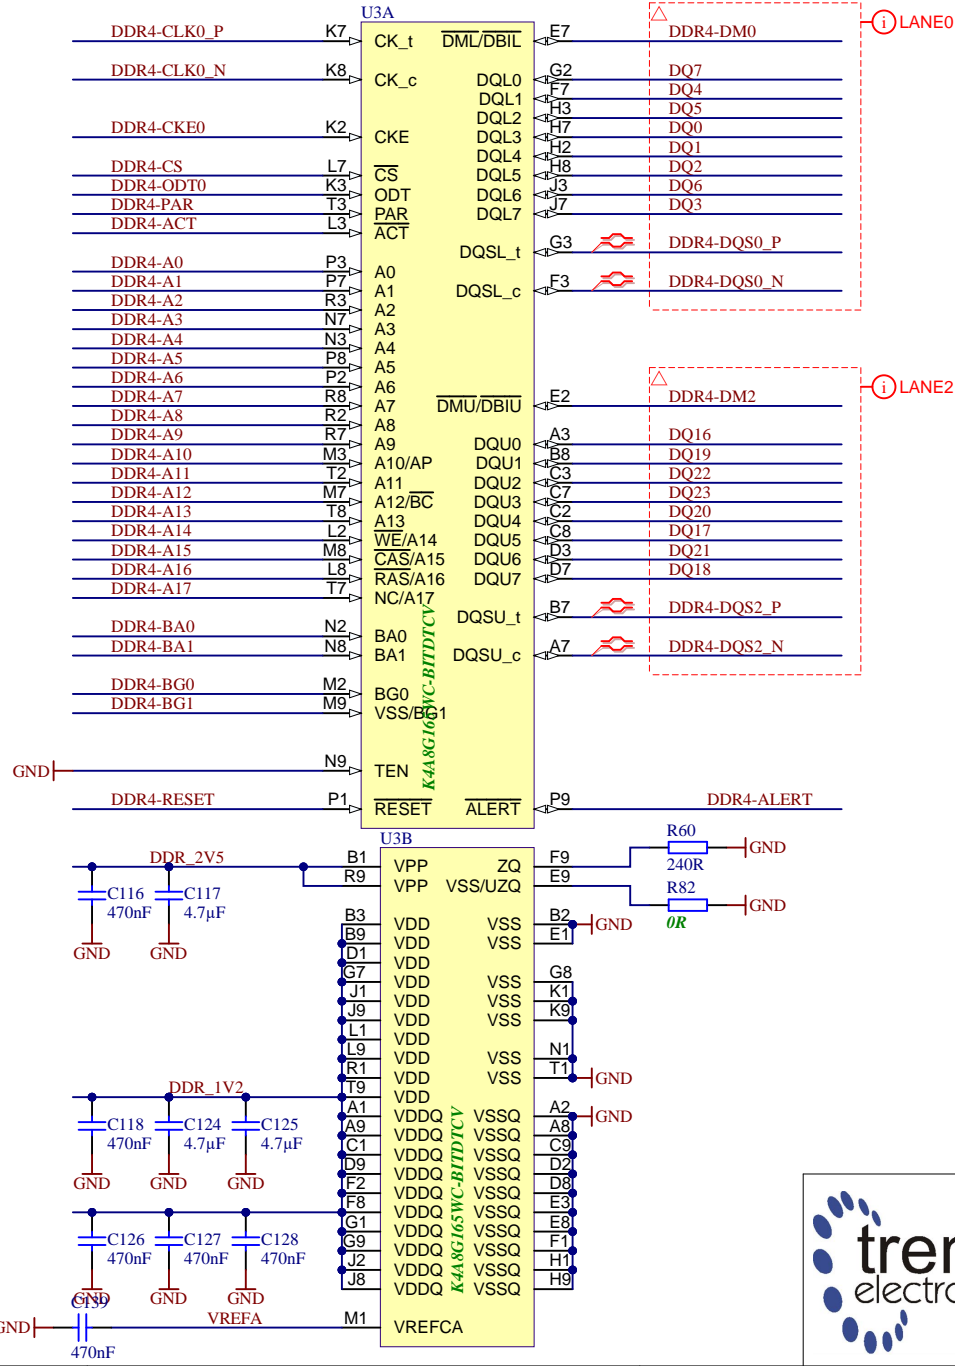 U3A
DDR4-CLK0_P K7 CK_t DML/DBIL E7 DDR4-DM0 LANE0
DDR4-CLK0_N K8 CK_c DQL0 G2 DQ7
DQL1 F7 DQ4
DQL2 H3 DQ5
DDR4-CKE0 K2 CKE DQL3 H7 DQ0
DQL4 H2 DQ1
DDR4-CS L7 CS DQL5 H8 DQ2
DDR4-ODT0 K3 ODT DQL6 J3 DQ6
DDR4-PAR T3 PAR DQL7 J7 DQ3
DDR4-ACT L3 ACT
DQSL_t G3 DDR4-DQS0_P
DDR4-A0 P3 A0
DDR4-A1 P7 A1 DQSL_c F3 DDR4-DQS0_N
DDR4-A2 R3 A2
DDR4-A3 N7 A3
DDR4-A4 N3 A4
DDR4-A5 P8 A5
DDR4-A6 P2 A6 LANE2
DDR4-A7 R8 A7 DMU/DBIU E2 DDR4-DM2
DDR4-A8 R2 A8
DDR4-A9 R7 A9 DQU0 A3 DQ16
DDR4-A10 M3 A10/AP DQU1 B8 DQ19
DDR4-A11 T2 A11 DQU2 C3 DQ22
DDR4-A12 M7 A12/BC DQU3 C7 DQ23
DDR4-A13 T8 A13 DQU4 C2 DQ20
DDR4-A14 L2 WE/A14 DQU5 C8 DQ17
DDR4-A15 M8 CAS/A15 DQU6 D3 DQ21
DDR4-A16 L8 RAS/A16 DQU7 D7 DQ18
DDR4-A17 T7 NC/A17
DQSU_t B7 DDR4-DQS2_P
DDR4-BA0 N2 BA0
DDR4-BA1 N8 BA1 DQSU_c A7 DDR4-DQS2_N
DDR4-BG0 M2 BG0
DDR4-BG1 M9 VSS/BG1
K4A8G165WC-BITDTCV
GND N9 TEN
DDR4-RESET P1 RESET ALERT P9 DDR4-ALERT
U3B
DDR_2V5 B1 VPP ZQ F9 R60 240R GND
R9 VPP VSS/UZQ E9 R82 0R GND
C116 470nF C117 4.7µF
GND GND
B3 VDD VSS B2 GND
B9 VDD VSS E1
D1 VDD
G7 VDD VSS G8
J1 VDD VSS K1
J9 VDD VSS K9
L1 VDD
L9 VDD VSS N1
R1 VDD VSS T1 GND
DDR_1V2 T9 VDD
A1 VDDQ VSSQ A2 GND
A9 VDDQ VSSQ A8
C1 VDDQ VSSQ C9
D9 VDDQ VSSQ D2
F2 VDDQ VSSQ D8
F8 VDDQ VSSQ E3
G1 VDDQ VSSQ E8
G9 VDDQ VSSQ F1
J2 VDDQ VSSQ H1
J8 VDDQ VSSQ H9
K4A8G165WC-BITDTCV
C118 470nF C124 4.7µF C125 4.7µF
GND GND GND
C126 470nF C127 470nF C128 470nF
GND GND GND
GND C139 470nF VREFA M1 VREFCA
tren
electro